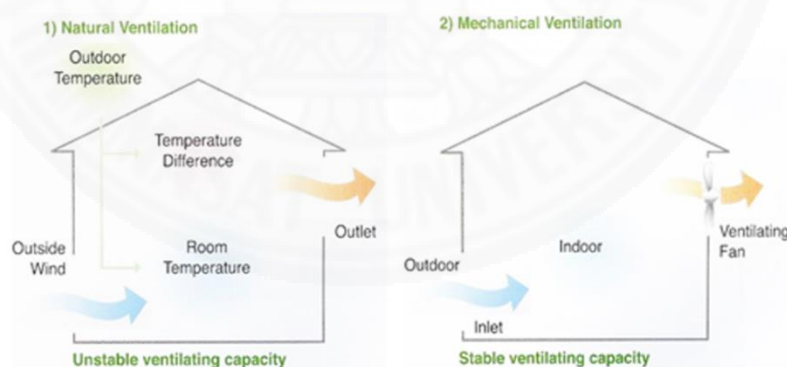 1) Natural Ventilation
Outdoor
Temperature
Temperature
Difference
Outlet
Outside
Wind
Room
Temperature
Unstable ventilating capacity
2) Mechanical Ventilation
Outdoor
Indoor
Ventilating
Fan
Inlet
Stable ventilating capacity